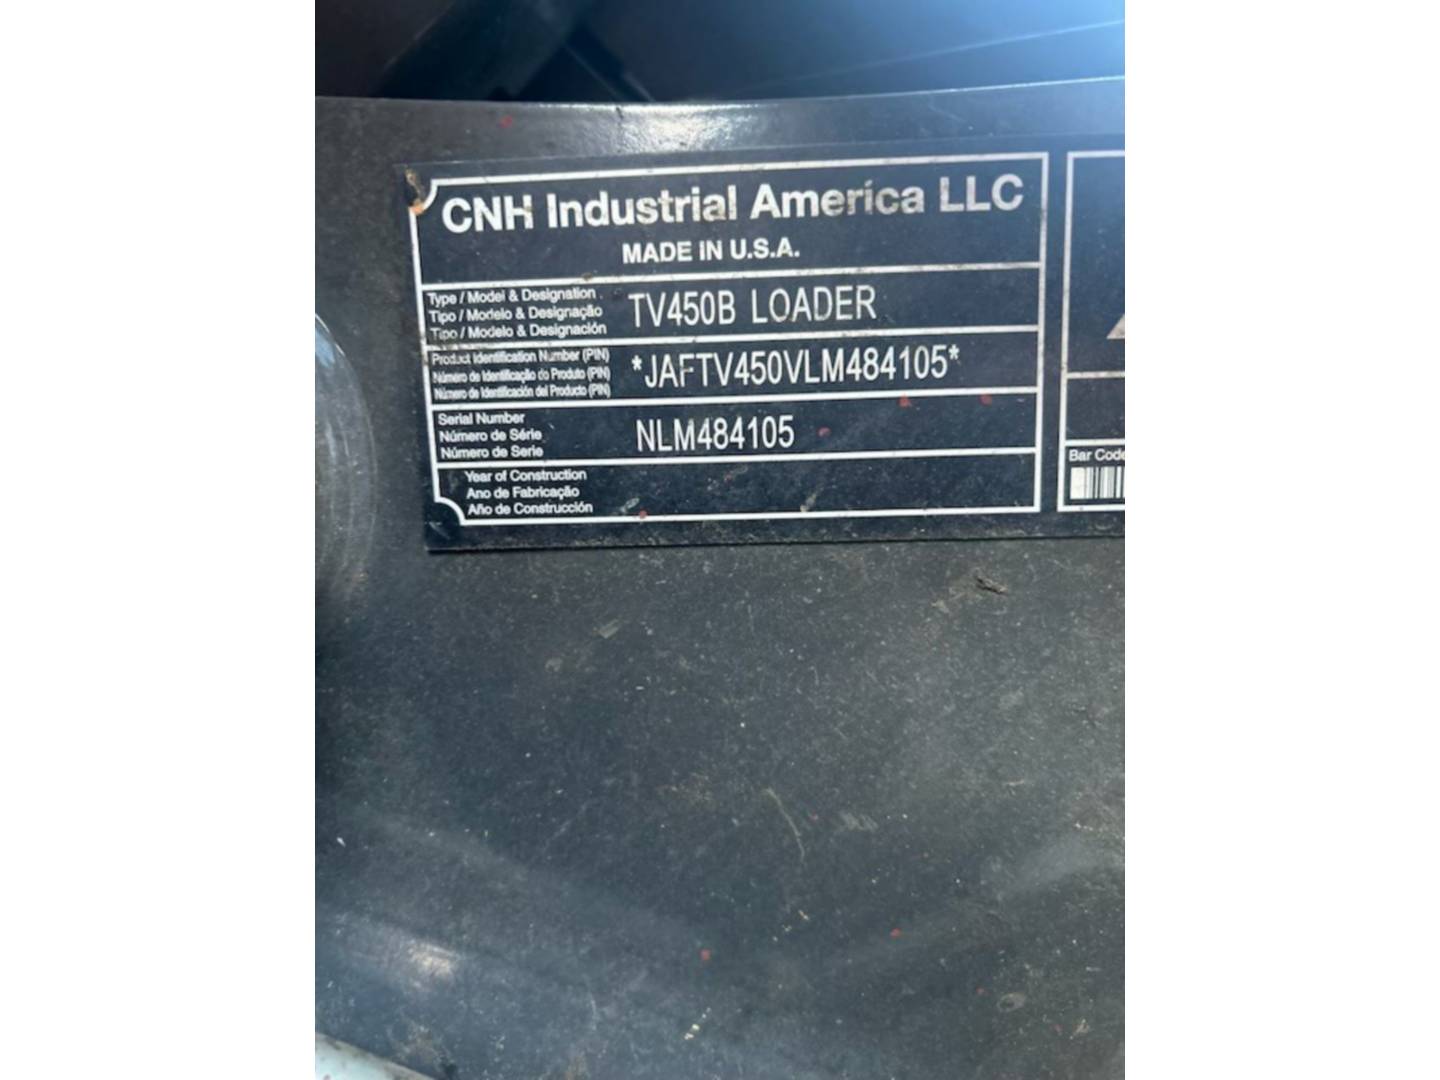 CNH Industrial America LLC
MADE IN U.S.A.
Type / Model & Designation
Tipo / Modelo & Designação
Tipo / Modelo & Designación
TV450B LOADER
Product Identification Number (PIN)
Número de Identificação do Produto (PIN)
Número de Identificación del Producto (PIN)
*JAFTV450VLM484105*
Serial Number
Número de Série
Número de Serie
NLM484105
Year of Construction
Ano de Fabricação
Año de Construcción
Bar Code